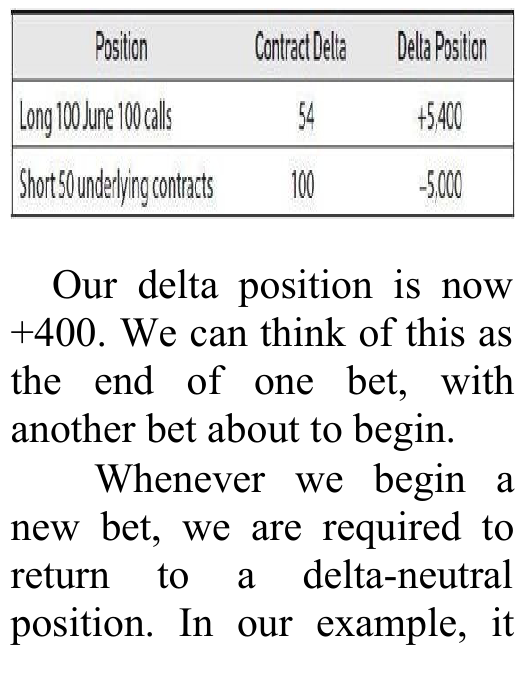 Position Contract Delta Delta Position
Long 100 June 100 calls 54 +5,400
Short 50 underlying contracts 100 –5,000
Our delta position is now
+400. We can think of this as
the end of one bet, with
another bet about to begin.
Whenever we begin a
new bet, we are required to
return to a delta-neutral
position. In our example, it